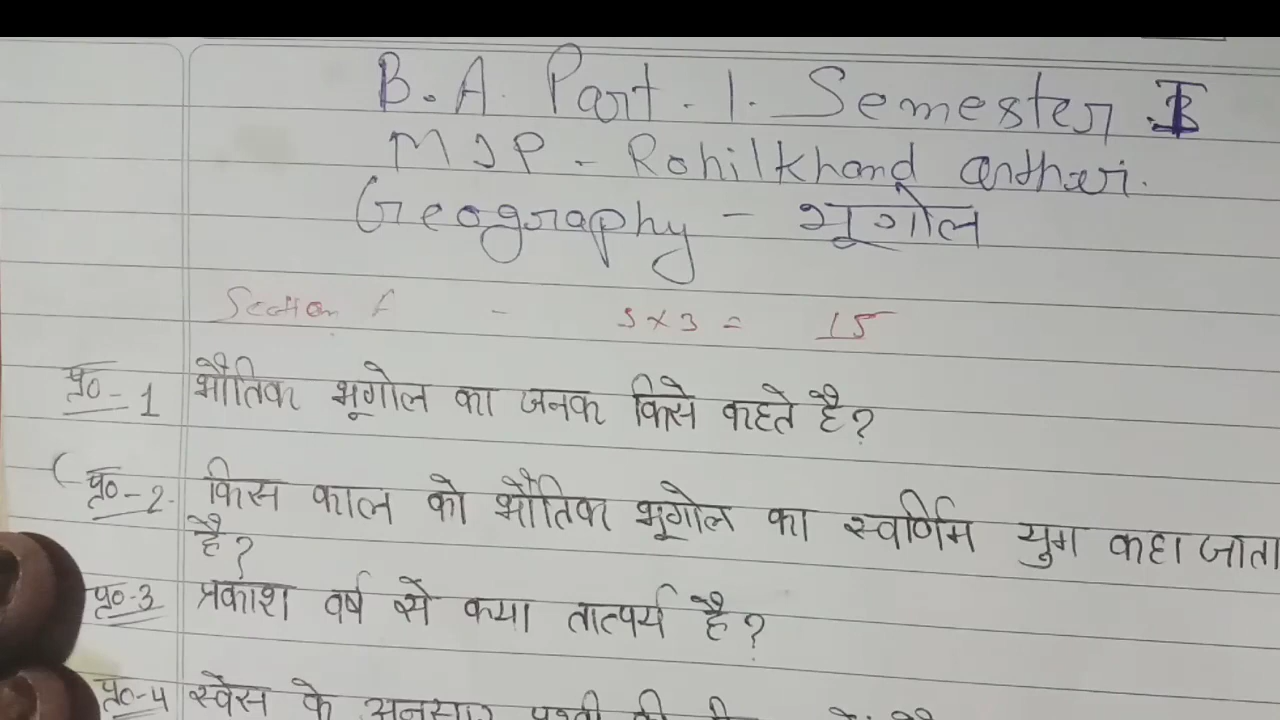 B.A. Part-1. Semester I
MJP - Rohilkhand
Geography - भूगोल
Section A - 5 x 3 = 15
प्र०-1 भौतिक भूगोल का जनक किसे कहते है?
(प्र०-2. किस काल को भौतिक भूगोल का स्वर्णिम युग कहा जाता
है?
प्र०-3 प्रकाश वर्ष से क्या तात्पर्य है?
प्र०-4 स्वेस के अनुसार पृथ्वी की